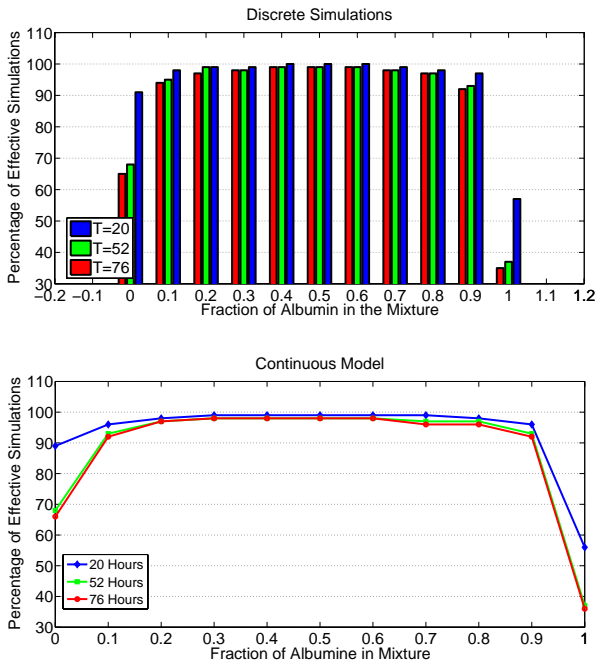 Discrete Simulations
Percentage of Effective Simulations
110
100
90
80
70
60
50
40
30
T=20
T=52
T=76
−0.2 −0.1 0 0.1 0.2 0.3 0.4 0.5 0.6 0.7 0.8 0.9 1 1.1 1.2
Fraction of Albumin in the Mixture
Continuous Model
Percentage of Effective Simulations
110
100
90
80
70
60
50
40
30
20 Hours
52 Hours
76 Hours
0 0.1 0.2 0.3 0.4 0.5 0.6 0.7 0.8 0.9 1
Fraction of Albumine in Mixture